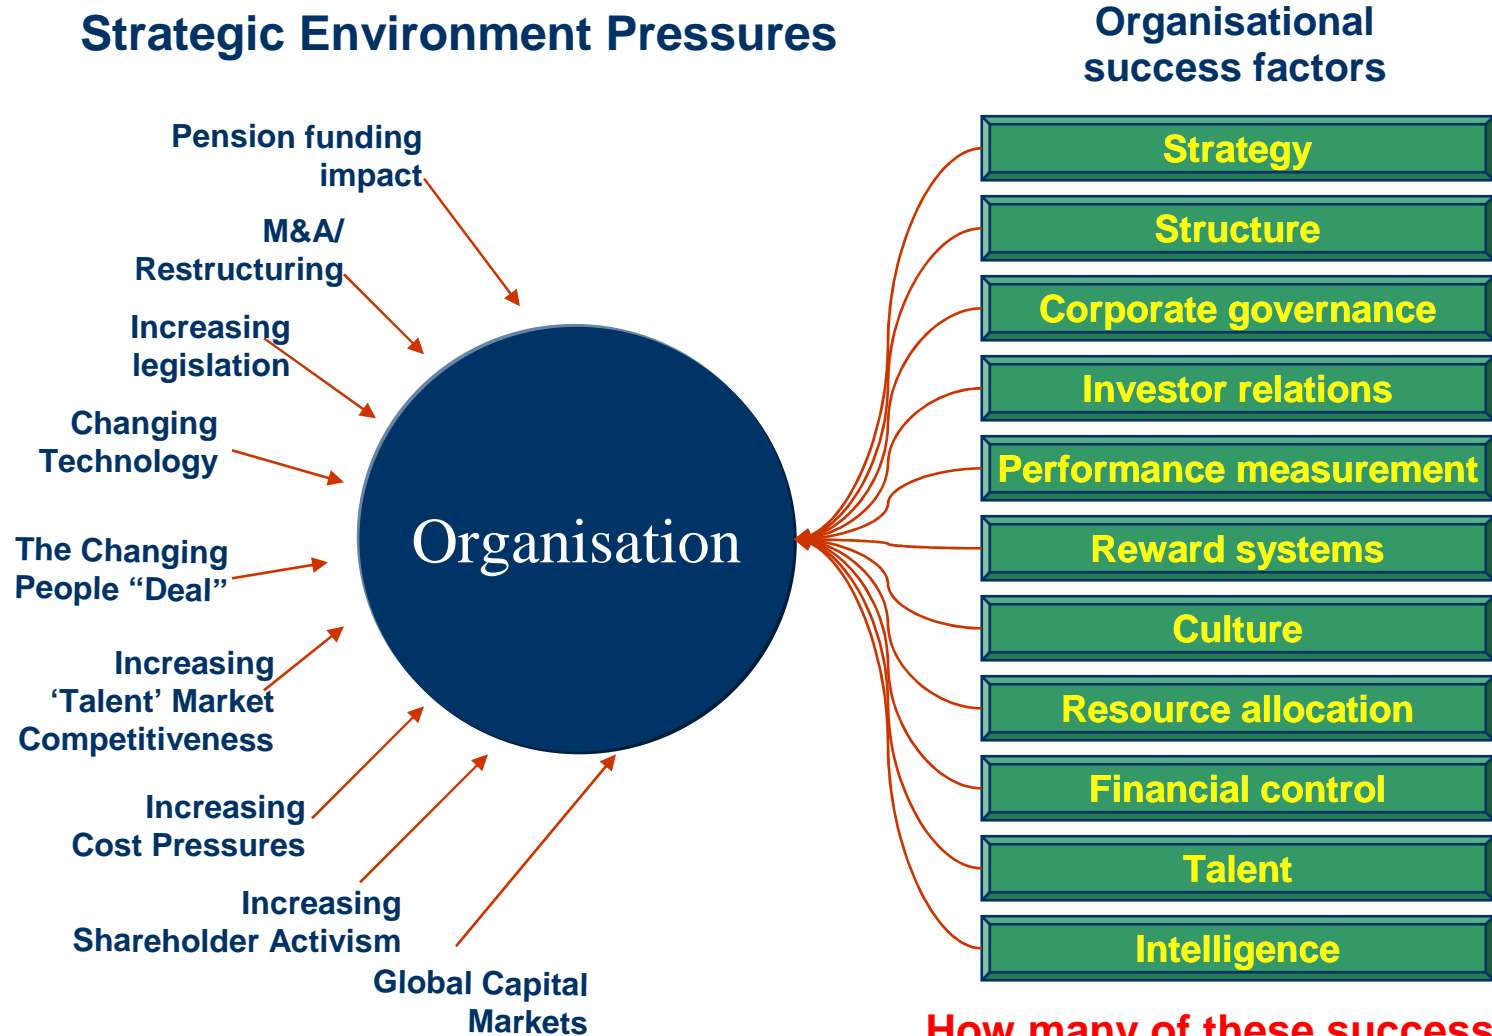 Strategic Environment Pressures
Organisational
success factors
Pension funding
impact
M&A/
Restructuring
Increasing
legislation
Changing
Technology
The Changing
People “Deal”
Increasing
‘Talent’ Market
Competitiveness
Increasing
Cost Pressures
Increasing
Shareholder Activism
Global Capital
Markets
Organisation
Strategy
Structure
Corporate governance
Investor relations
Performance measurement
Reward systems
Culture
Resource allocation
Financial control
Talent
Intelligence
How many of these success